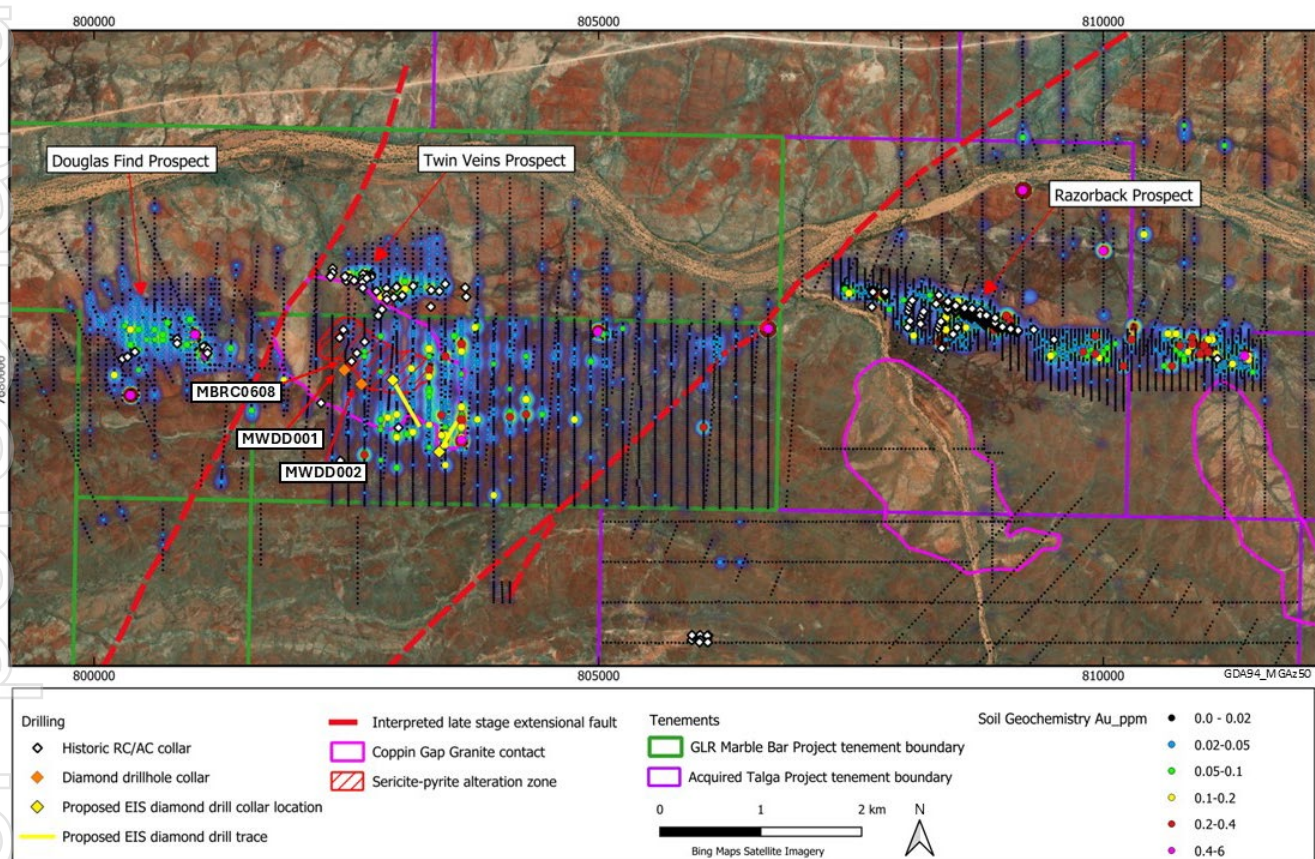 800000 805000 810000
Douglas Find Prospect
Twin Veins Prospect
Razorback Prospect
MBRC0608
MWDD001
MWDD002
800000 805000 810000
GDA94_MGAz50
Drilling
Historic RC/AC collar
Diamond drillhole collar
Proposed EIS diamond drill collar location
Proposed EIS diamond drill trace
Interpreted late stage extensional fault
Coppin Gap Granite contact
Sericite-pyrite alteration zone
Tenements
GLR Marble Bar Project tenement boundary
Acquired Talga Project tenement boundary
0 1 2 km
N
Bing Maps Satellite Imagery
Soil Geochemistry Au_ppm
0.0 - 0.02
0.02-0.05
0.05-0.1
0.1-0.2
0.2-0.4
0.4-6